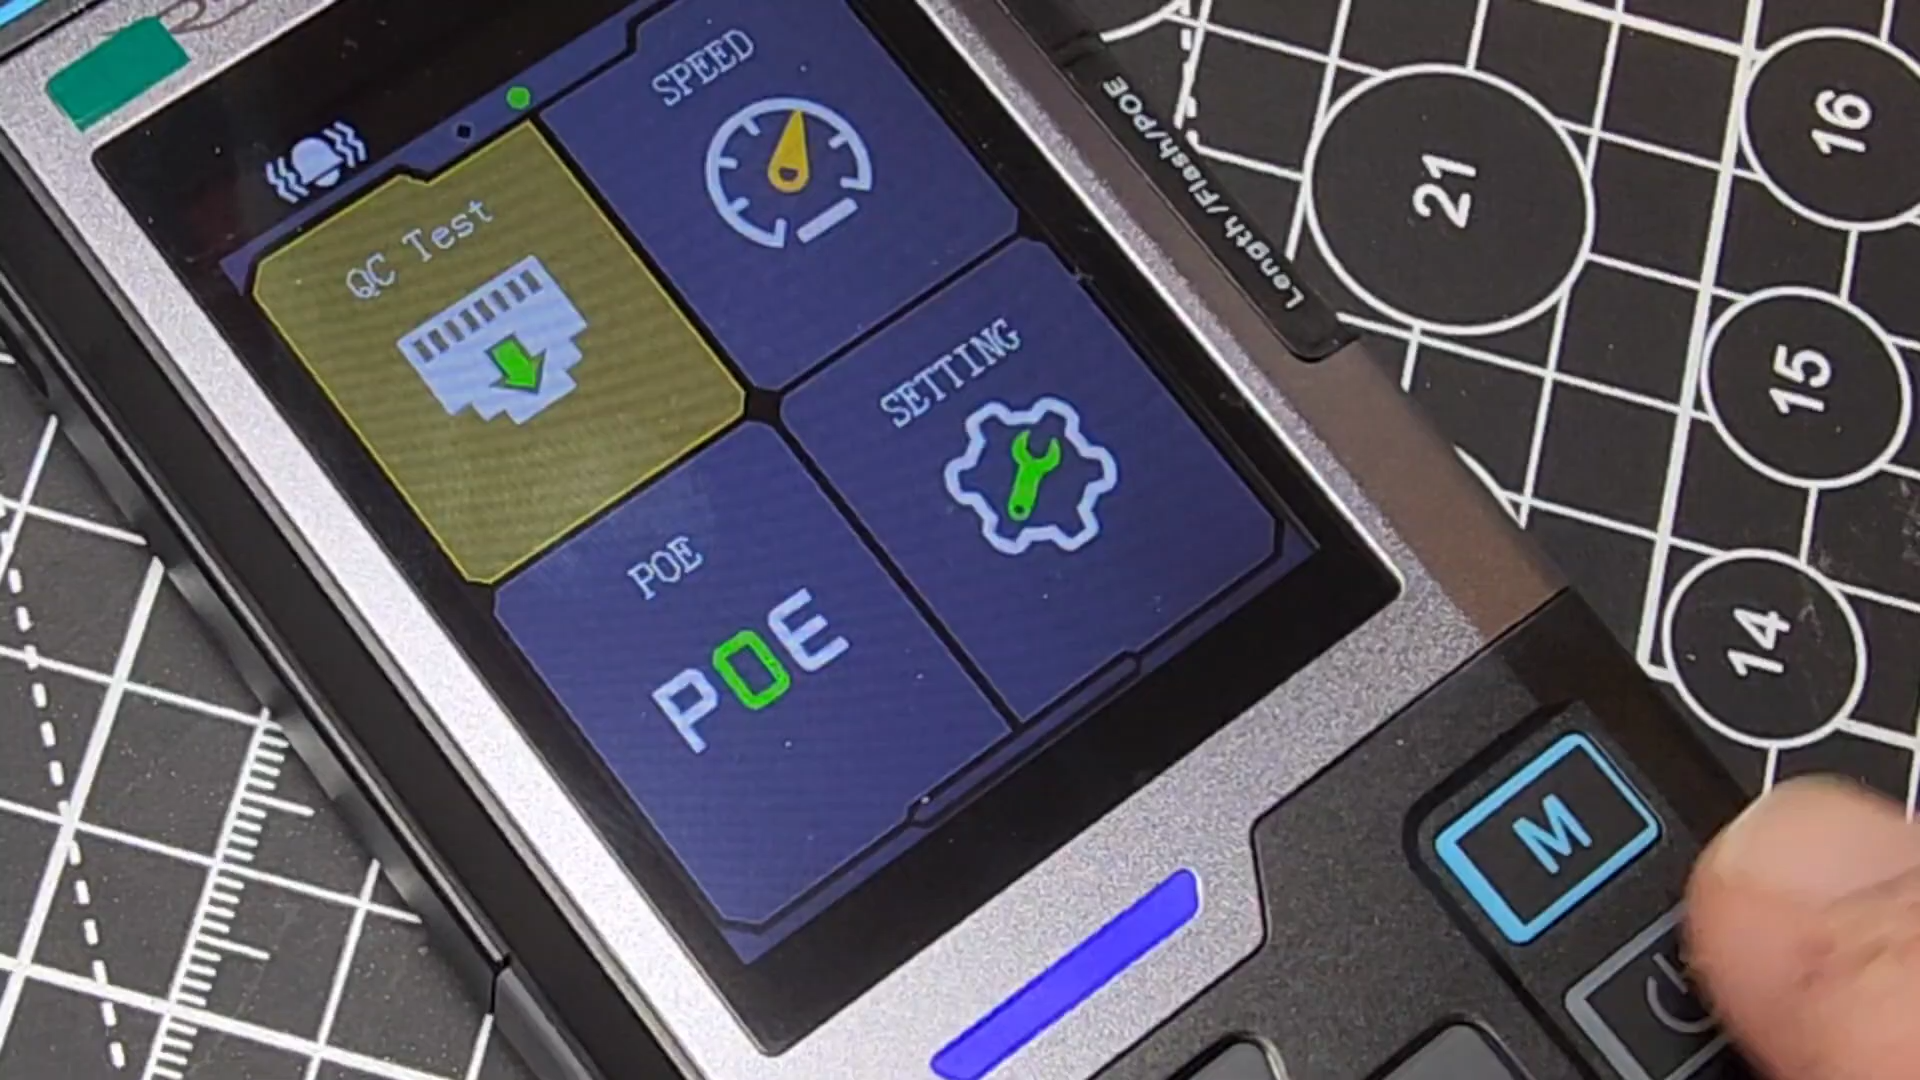 SPEED
QC Test
SETTING
POE
POE
Length/Flash/POE
M
21
16
15
14